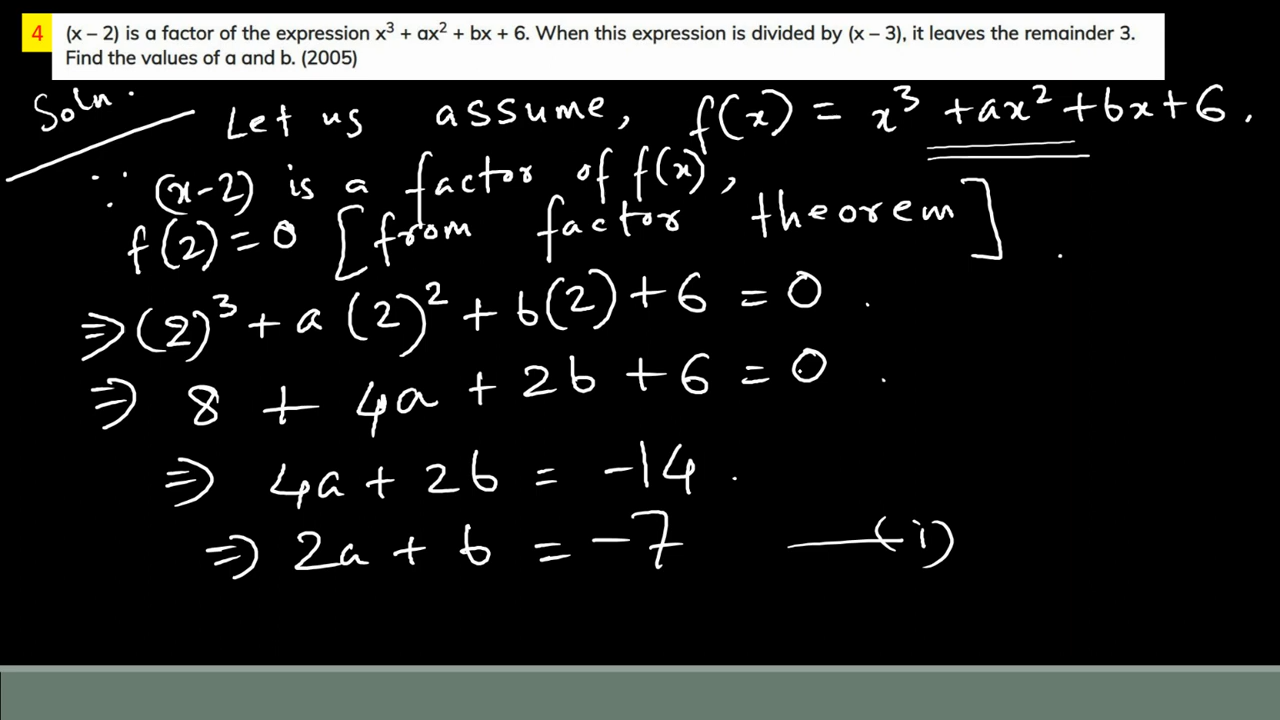 4 (x – 2) is a factor of the expression x³ + ax² + bx + 6. When this expression is divided by (x – 3), it leaves the remainder 3.
Find the values of a and b. (2005)
Soln.
Let us assume, f(x) = x³ + ax² + bx + 6.
∵ (x-2) is a factor of f(x),
f(2) = 0 [from factor theorem]
⇒ (2)³ + a (2)² + b(2) + 6 = 0
⇒ 8 + 4a + 2b + 6 = 0
⇒ 4a + 2b = -14
⇒ 2a + b = -7 —(i)